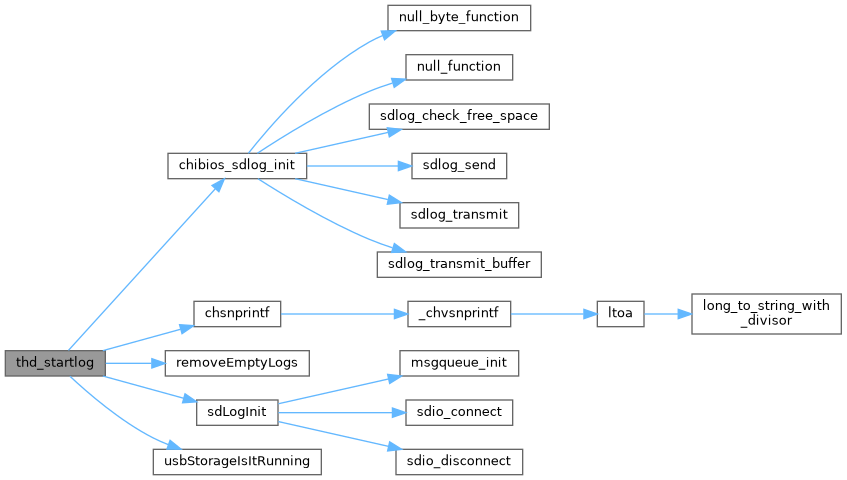 null_byte_function
null_function
sdlog_check_free_space
chibios_sdlog_init
sdlog_send
sdlog_transmit
sdlog_transmit_buffer
chsnprintf
_chvsnprintf
ltoa
long_to_string_with
_divisor
thd_startlog
removeEmptyLogs
msgqueue_init
sdLogInit
sdio_connect
usbStorageIsItRunning
sdio_disconnect